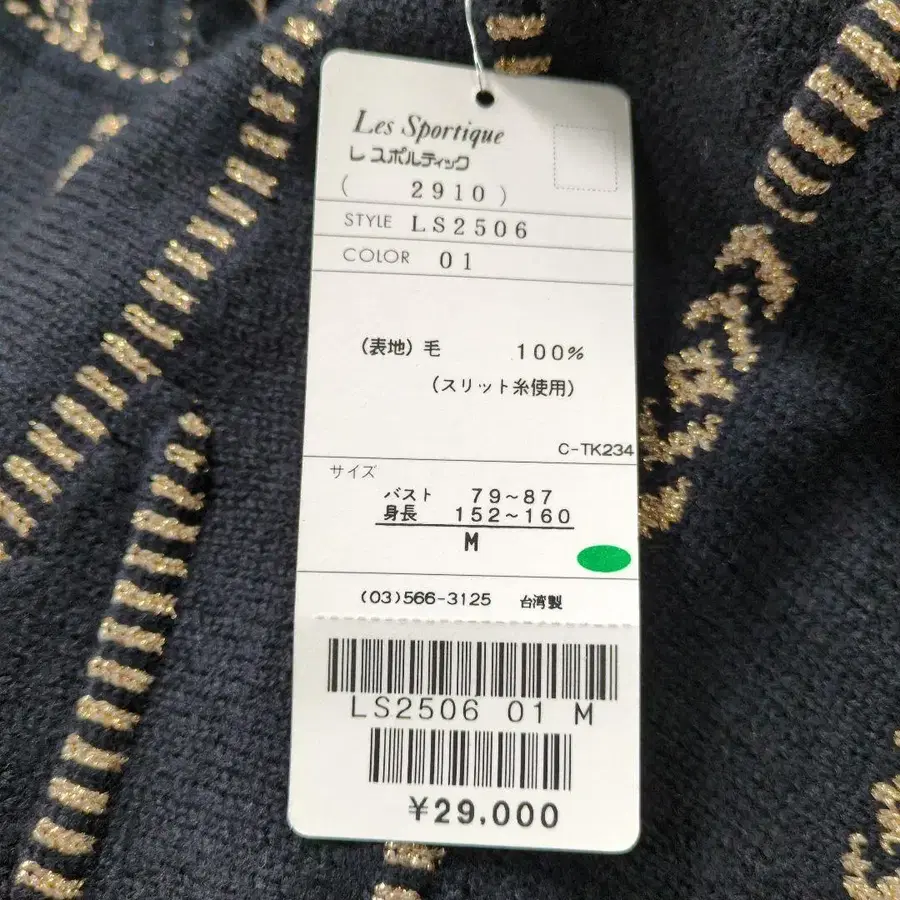 Les Sportique
レ スポルティック
( 2910 )
STYLE LS2506
COLOR 01
(表地) 毛 100%
(スリット糸使用)
C-TK234
サイズ
バスト 79~87
身長 152~160
M
(03)566-3125 台湾製
LS2506 01 M
¥29,000